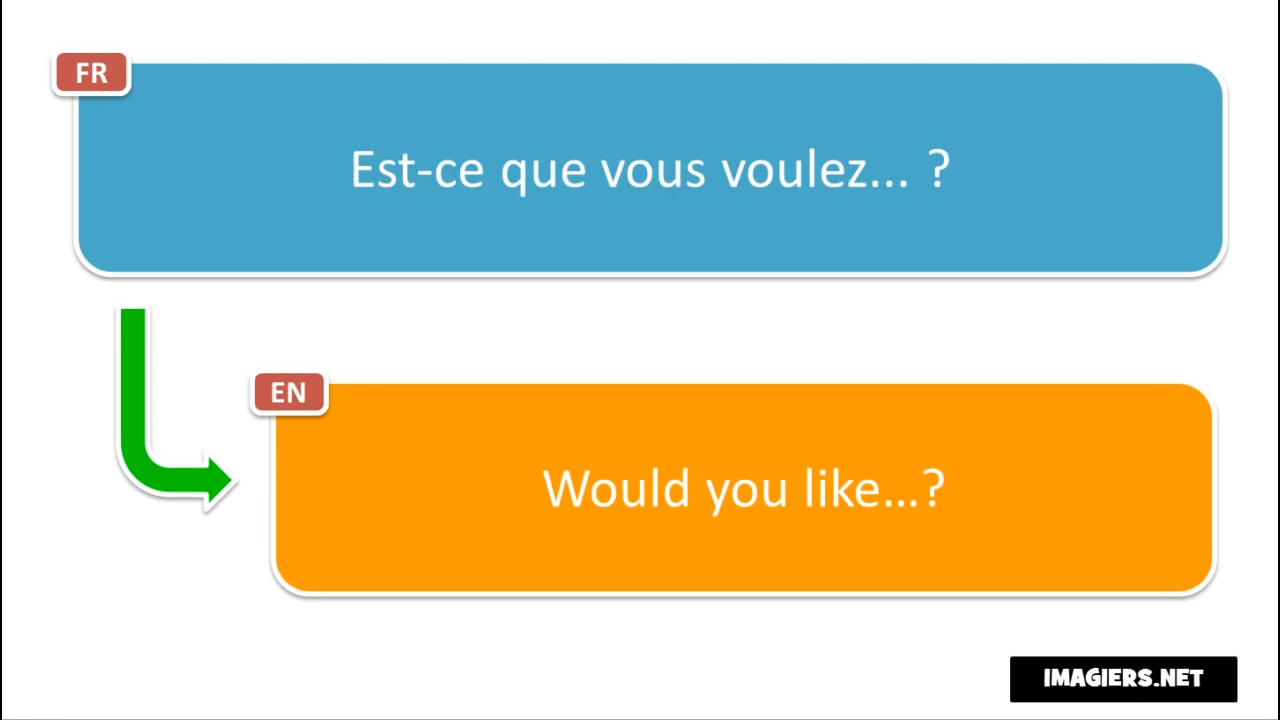 FR
Est-ce que vous voulez... ?
EN
Would you like...?
IMAGIERS.NET